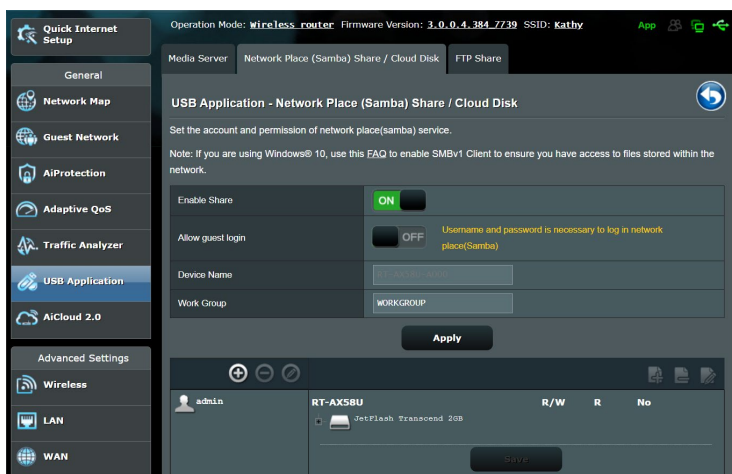 Quick Internet Setup
Operation Mode: Wireless router Firmware Version: 3.0.0.4.384_7739 SSID: Kathy App
General
Network Map
Guest Network
AiProtection
Adaptive QoS
Traffic Analyzer
USB Application
AiCloud 2.0
Advanced Settings
Wireless
LAN
WAN
Media Server Network Place (Samba) Share / Cloud Disk FTP Share
USB Application - Network Place (Samba) Share / Cloud Disk
Set the account and permission of network place(samba) service.
Note: If you are using Windows® 10, use this FAQ to enable SMBv1 Client to ensure you have access to files stored within the
network.
Enable Share ON
Allow guest login OFF Username and password is necessary to log in network
place(Samba)
Device Name
Work Group WORKGROUP
Apply
admin
RT-AX58U R/W R No
JetFlash Transcend 2GB
Save